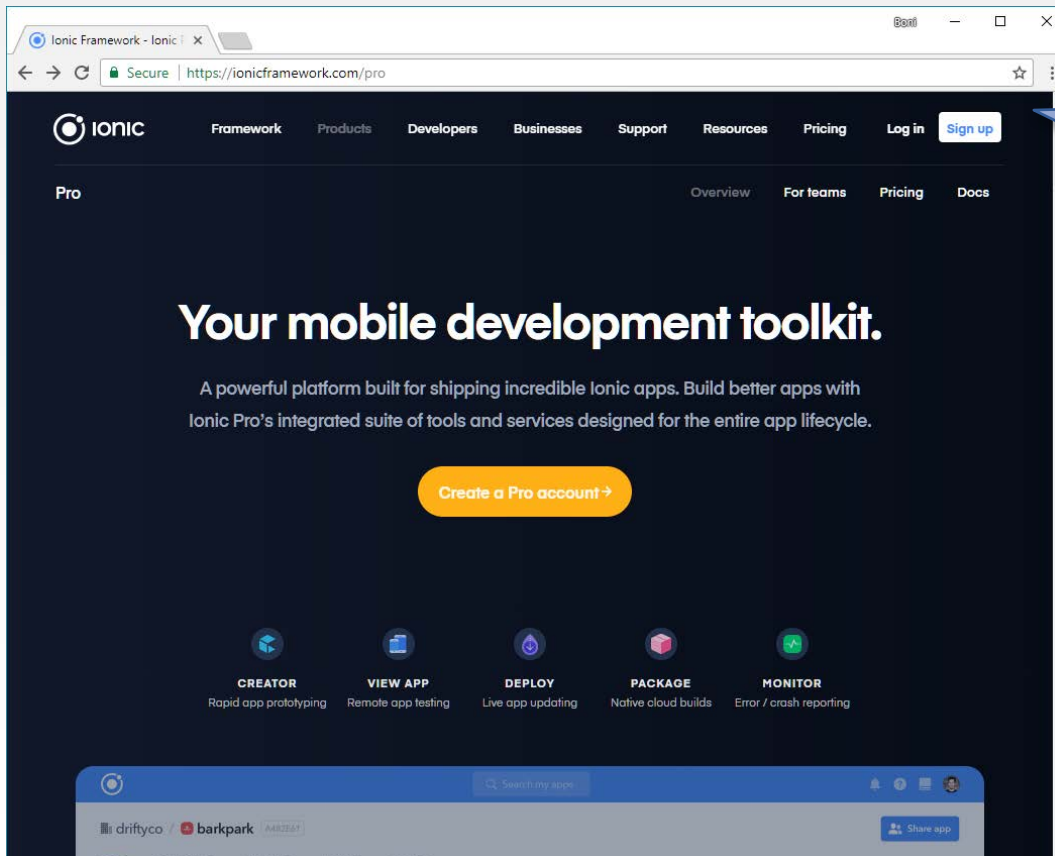 Boni
Ionic Framework - Ionic
Secure | https://ionicframework.com/pro
IONIC Framework Products Developers Businesses Support Resources Pricing Log in Sign up
Pro Overview For teams Pricing Docs
Your mobile development toolkit.
A powerful platform built for shipping incredible Ionic apps. Build better apps with
Ionic Pro’s integrated suite of tools and services designed for the entire app lifecycle.
Create a Pro account →
CREATOR VIEW APP DEPLOY PACKAGE MONITOR
Rapid app prototyping Remote app testing Live app updating Native cloud builds Error / crash reporting
Search my apps
driftyco / barkpark Share app